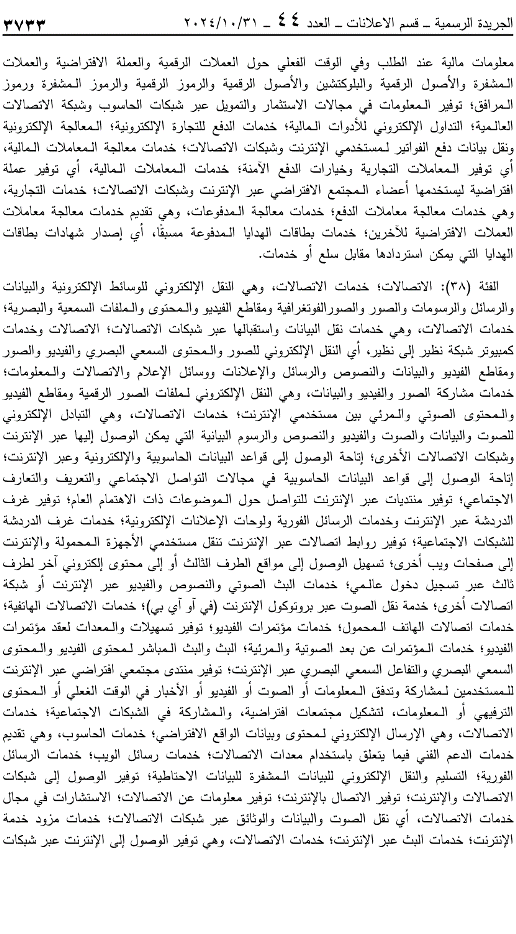 الجريدة الرسمية ــ قسم الاعلانات ــ العدد ٤٤ ــ ٢٠٢٤/١٠/٣١ ٣٧٣٣
معلومات مالية عند الطلب وفي الوقت الفعلي حول العملات الرقمية والعملة الافتراضية والعملات
المشفرة والأصول الرقمية والبلوكتشين والأصول الرقمية والرموز الرقمية والرموز المشفرة ورموز
المرافق؛ توفير المعلومات في مجالات الاستثمار والتمويل عبر شبكات الحاسوب وشبكة الاتصالات
العالمية؛ التداول الإلكتروني للأدوات المالية؛ خدمات الدفع للتجارة الإلكترونية؛ المعالجة الإلكترونية
ونقل بيانات دفع الفواتير لمستخدمي الإنترنت وشبكات الاتصالات؛ خدمات معالجة المعاملات المالية،
أي توفير المعاملات التجارية وخيارات الدفع الآمنة؛ خدمات المعاملات المالية، أي توفير عملة
افتراضية ليستخدمها أعضاء المجتمع الافتراضي عبر الإنترنت وشبكات الاتصالات؛ خدمات التجارية،
وهي خدمات معالجة معاملات الدفع؛ خدمات معالجة المدفوعات، وهي تقديم خدمات معالجة معاملات
العملات الافتراضية للآخرين؛ خدمات بطاقات الهدايا المدفوعة مسبقًا، أي إصدار شهادات بطاقات
الهدايا التي يمكن استردادها مقابل سلع أو خدمات.
الفئة (٣٨): الاتصالات؛ خدمات الاتصالات، وهي النقل الإلكتروني للوسائط الإلكترونية والبيانات
والرسائل والرسومات والصور والصورالفوتغرافية ومقاطع الفيديو والمحتوى والملفات السمعية والبصرية؛
خدمات الاتصالات، وهي خدمات نقل البيانات واستقبالها عبر شبكات الاتصالات؛ الاتصالات وخدمات
كمبيوتر شبكة نظير إلى نظير، أي النقل الإلكتروني للصور والمحتوى السمعي البصري والفيديو والصور
ومقاطع الفيديو والبيانات والنصوص والرسائل والإعلانات ووسائل الإعلام والاتصالات والمعلومات؛
خدمات مشاركة الصور والفيديو والبيانات، وهي النقل الإلكتروني لملفات الصور الرقمية ومقاطع الفيديو
والمحتوى الصوتي والمرئي بين مستخدمي الإنترنت؛ خدمات الاتصالات، وهي التبادل الإلكتروني
للصوت والبيانات والصوت والفيديو والنصوص والرسوم البيانية التي يمكن الوصول إليها عبر الإنترنت
وشبكات الاتصالات الأخرى؛ إتاحة الوصول إلى قواعد البيانات الحاسوبية والإلكترونية وعبر الإنترنت؛
إتاحة الوصول إلى قواعد البيانات الحاسوبية في مجالات التواصل الاجتماعي والتعريف والتعارف
الاجتماعي؛ توفير منتديات عبر الإنترنت للتواصل حول الموضوعات ذات الاهتمام العام؛ توفير غرف
الدردشة عبر الإنترنت وخدمات الرسائل الفورية ولوحات الإعلانات الإلكترونية؛ خدمات غرف الدردشة
للشبكات الاجتماعية؛ توفير روابط اتصالات عبر الإنترنت تنقل مستخدمي الأجهزة المحمولة والإنترنت
إلى صفحات ويب أخرى؛ تسهيل الوصول إلى مواقع الطرف الثالث أو إلى محتوى إلكتروني آخر لطرف
ثالث عبر تسجيل دخول عالمي؛ خدمات البث الصوتي والنصوص والفيديو عبر الإنترنت أو شبكة
اتصالات أخرى؛ خدمة نقل الصوت عبر بروتوكول الإنترنت (في آو آي بي)؛ خدمات الاتصالات الهاتفية؛
خدمات اتصالات الهاتف المحمول؛ خدمات مؤتمرات الفيديو؛ توفير تسهيلات والمعدات لعقد مؤتمرات
الفيديو؛ خدمات المؤتمرات عن بعد الصوتية والمرئية؛ البث والبث المباشر لمحتوى الفيديو والمحتوى
السمعي البصري والتفاعل السمعي البصري عبر الإنترنت؛ توفير منتدى مجتمعي افتراضي عبر الإنترنت
للمستخدمين لمشاركة وتدفق المعلومات أو الصوت أو الفيديو أو الأخبار في الوقت الغعلي أو المحتوى
الترفيهي أو المعلومات، لتشكيل مجتمعات افتراضية، والمشاركة في الشبكات الاجتماعية؛ خدمات
الاتصالات، وهي الإرسال الإلكتروني لمحتوى وبيانات الواقع الافتراضي؛ خدمات الحاسوب، وهي تقديم
خدمات الدعم الفني فيما يتعلق باستخدام معدات الاتصالات؛ خدمات رسائل الويب؛ خدمات الرسائل
الفورية؛ التسليم والنقل الإلكتروني للبيانات المشفرة للبيانات الاحتاطية؛ توفير الوصول إلى شبكات
الاتصالات والإنترنت؛ توفير الاتصال بالإنترنت؛ توفير معلومات عن الاتصالات؛ الاستشارات في مجال
خدمات الاتصالات، أي نقل الصوت والبيانات والوثائق عبر شبكات الاتصالات؛ خدمات مزود خدمة
الإنترنت؛ خدمات البث عبر الإنترنت؛ خدمات الاتصالات، وهي توفير الوصول إلى الإنترنت عبر شبكات